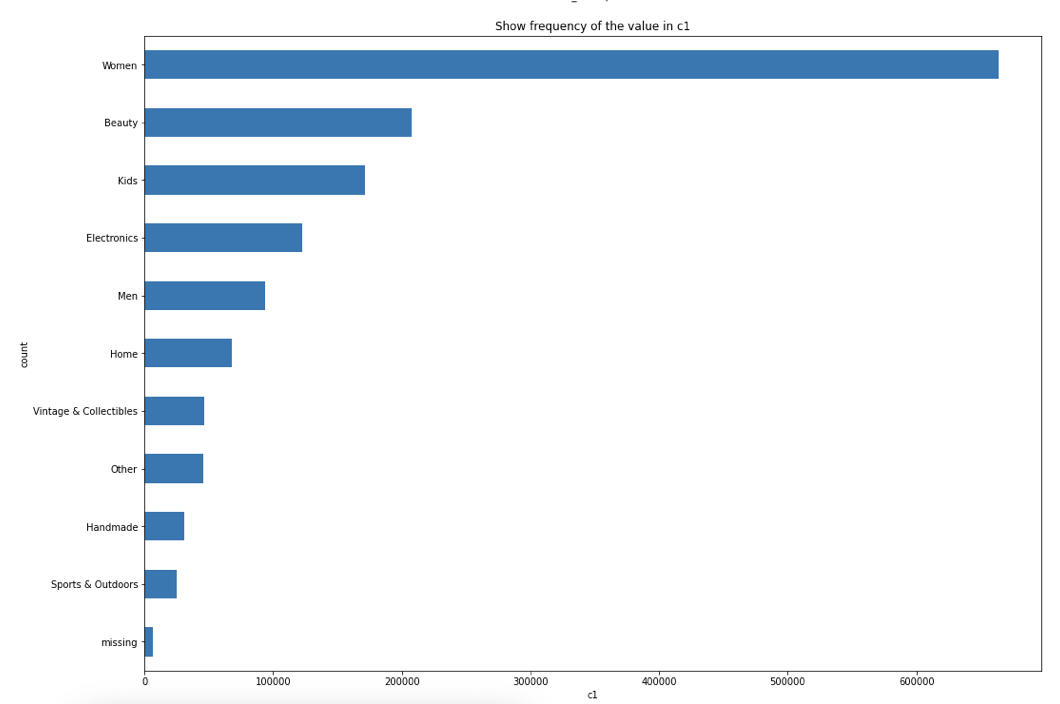 Show frequency of the value in c1
Women
Beauty
Kids
Electronics
Men
Home
count
Vintage & Collectibles
Other
Handmade
Sports & Outdoors
missing
0 100000 200000 300000 400000 500000 600000
c1